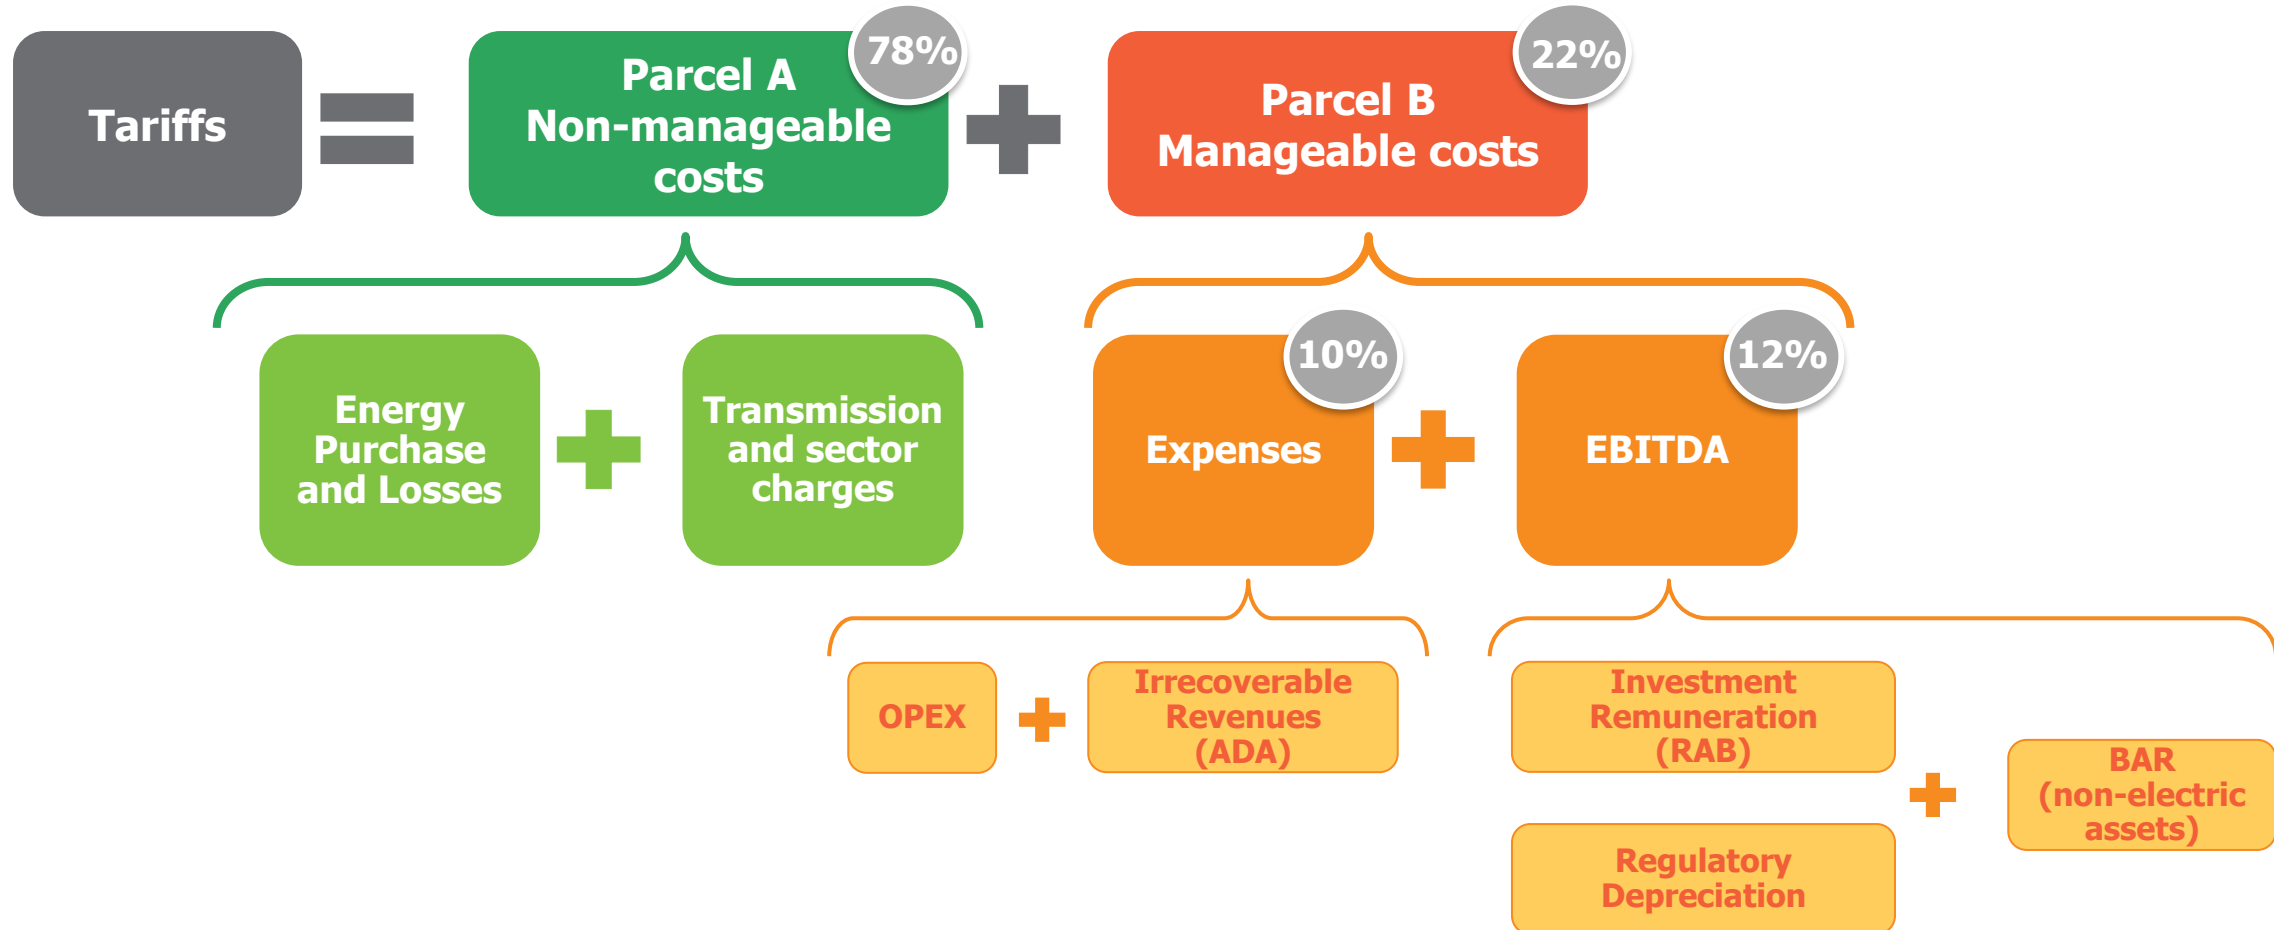 Tariffs
Parcel A
Non-manageable
costs
78%
Parcel B
Manageable costs
22%
Energy
Purchase
and Losses
Transmission
and sector
charges
Expenses
10%
EBITDA
12%
OPEX
Irrecoverable
Revenues
(ADA)
Investment
Remuneration
(RAB)
Regulatory
Depreciation
BAR
(non-electric
assets)